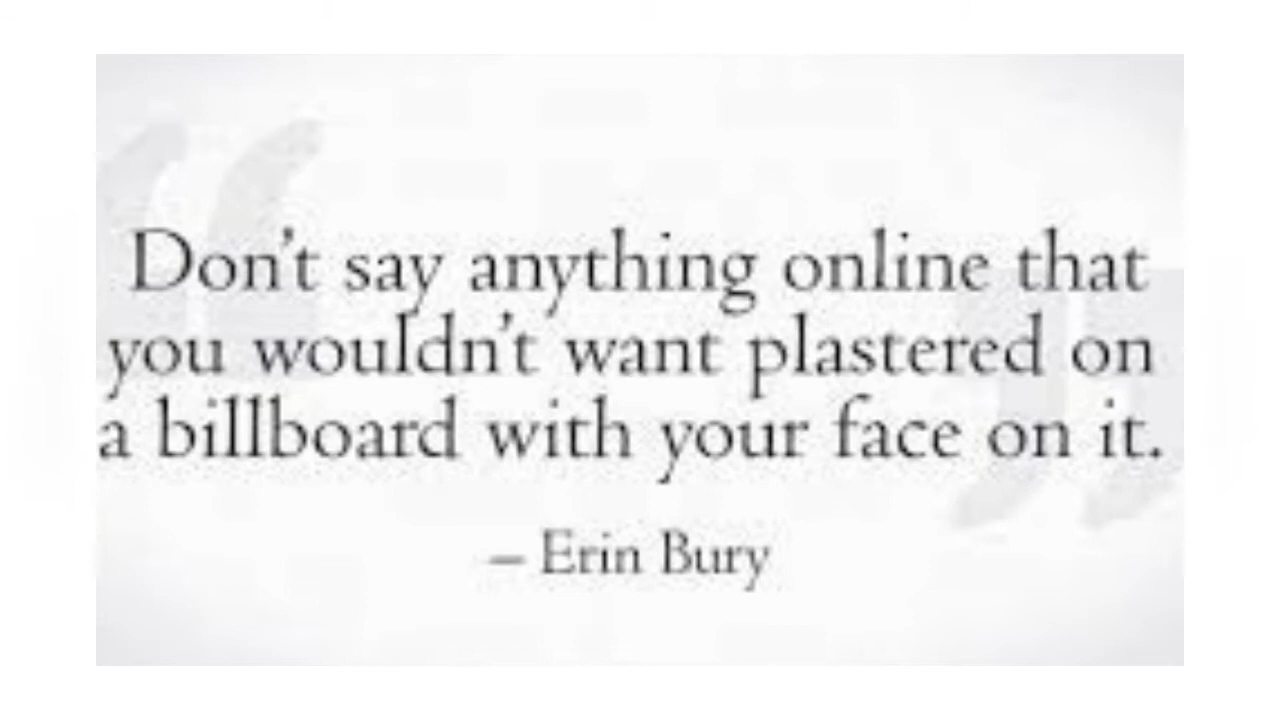 Don't say anything online that
you wouldn't want plastered on
a billboard with your face on it.
– Erin Bury